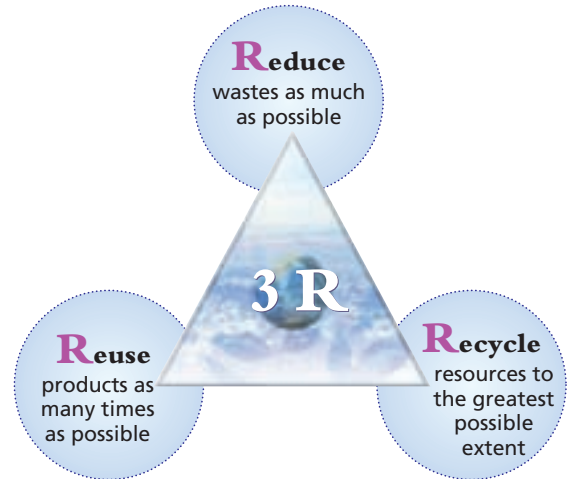 Reduce
wastes as much
as possible
3 R
Reuse
products as
many times
as possible
Recycle
resources to
the greatest
possible
extent